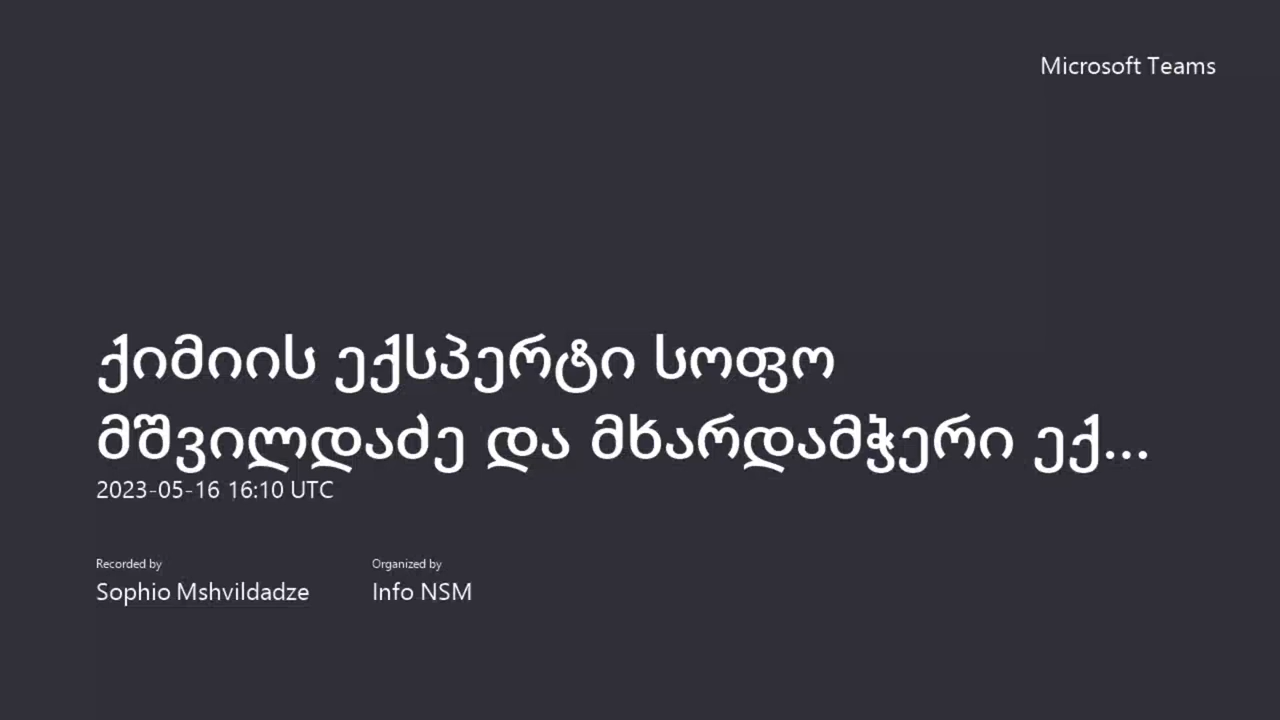 Microsoft Teams
ქიმიის ექსპერტი სოფო
მშვილდაძე და მხარდამჭერი ექ...
2023-05-16 16:10 UTC
Recorded by Organized by
Sophio Mshvildadze Info NSM